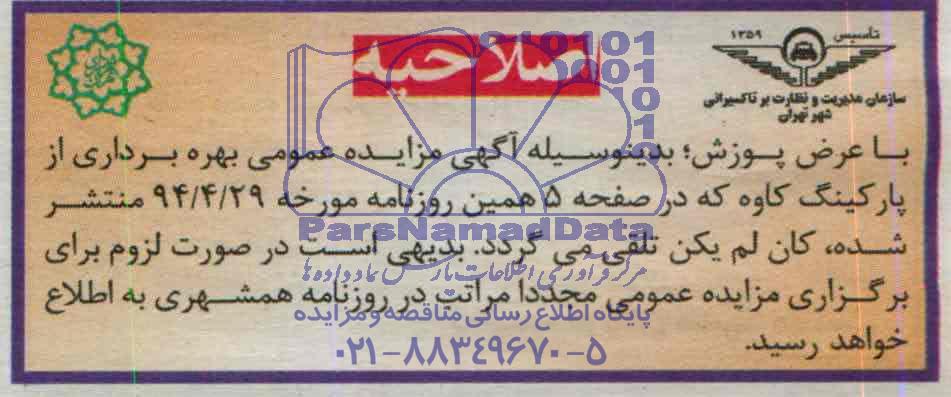 اصلاحیه
تأسیس ۱۳۵۹
سازمان مدیریت و نظارت بر تاکسیرانی
شهر تهران
با عرض پوزش؛ بدینوسیله آگهی مزایده عمومی بهره برداری از
پارکینگ کاوه که در صفحه ۵ همین روزنامه مورخه ۹۴/۴/۲۹ منتشر
شده، کان لم یکن تلقی می گردد. بدیهی است در صورت لزوم برای
برگزاری مزایده عمومی مجددا مراتب در روزنامه همشهری به اطلاع
خواهد رسید.
ParsNamadData
مرکز فرآوری اطلاعات پارس نماد داده ها
پایگاه اطلاع رسانی مناقصه و مزایده
۰۲۱-۸۸۳۴۹۶۷۰-۵